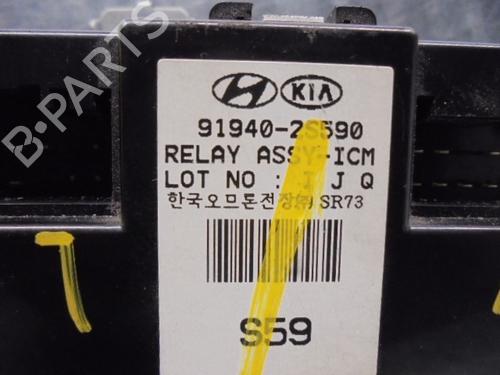 B-PARTS
KIA
91940-2S590
RELAY ASSY-ICM
LOT NO : I J Q
한국오므론전장㈜ SR73
S59